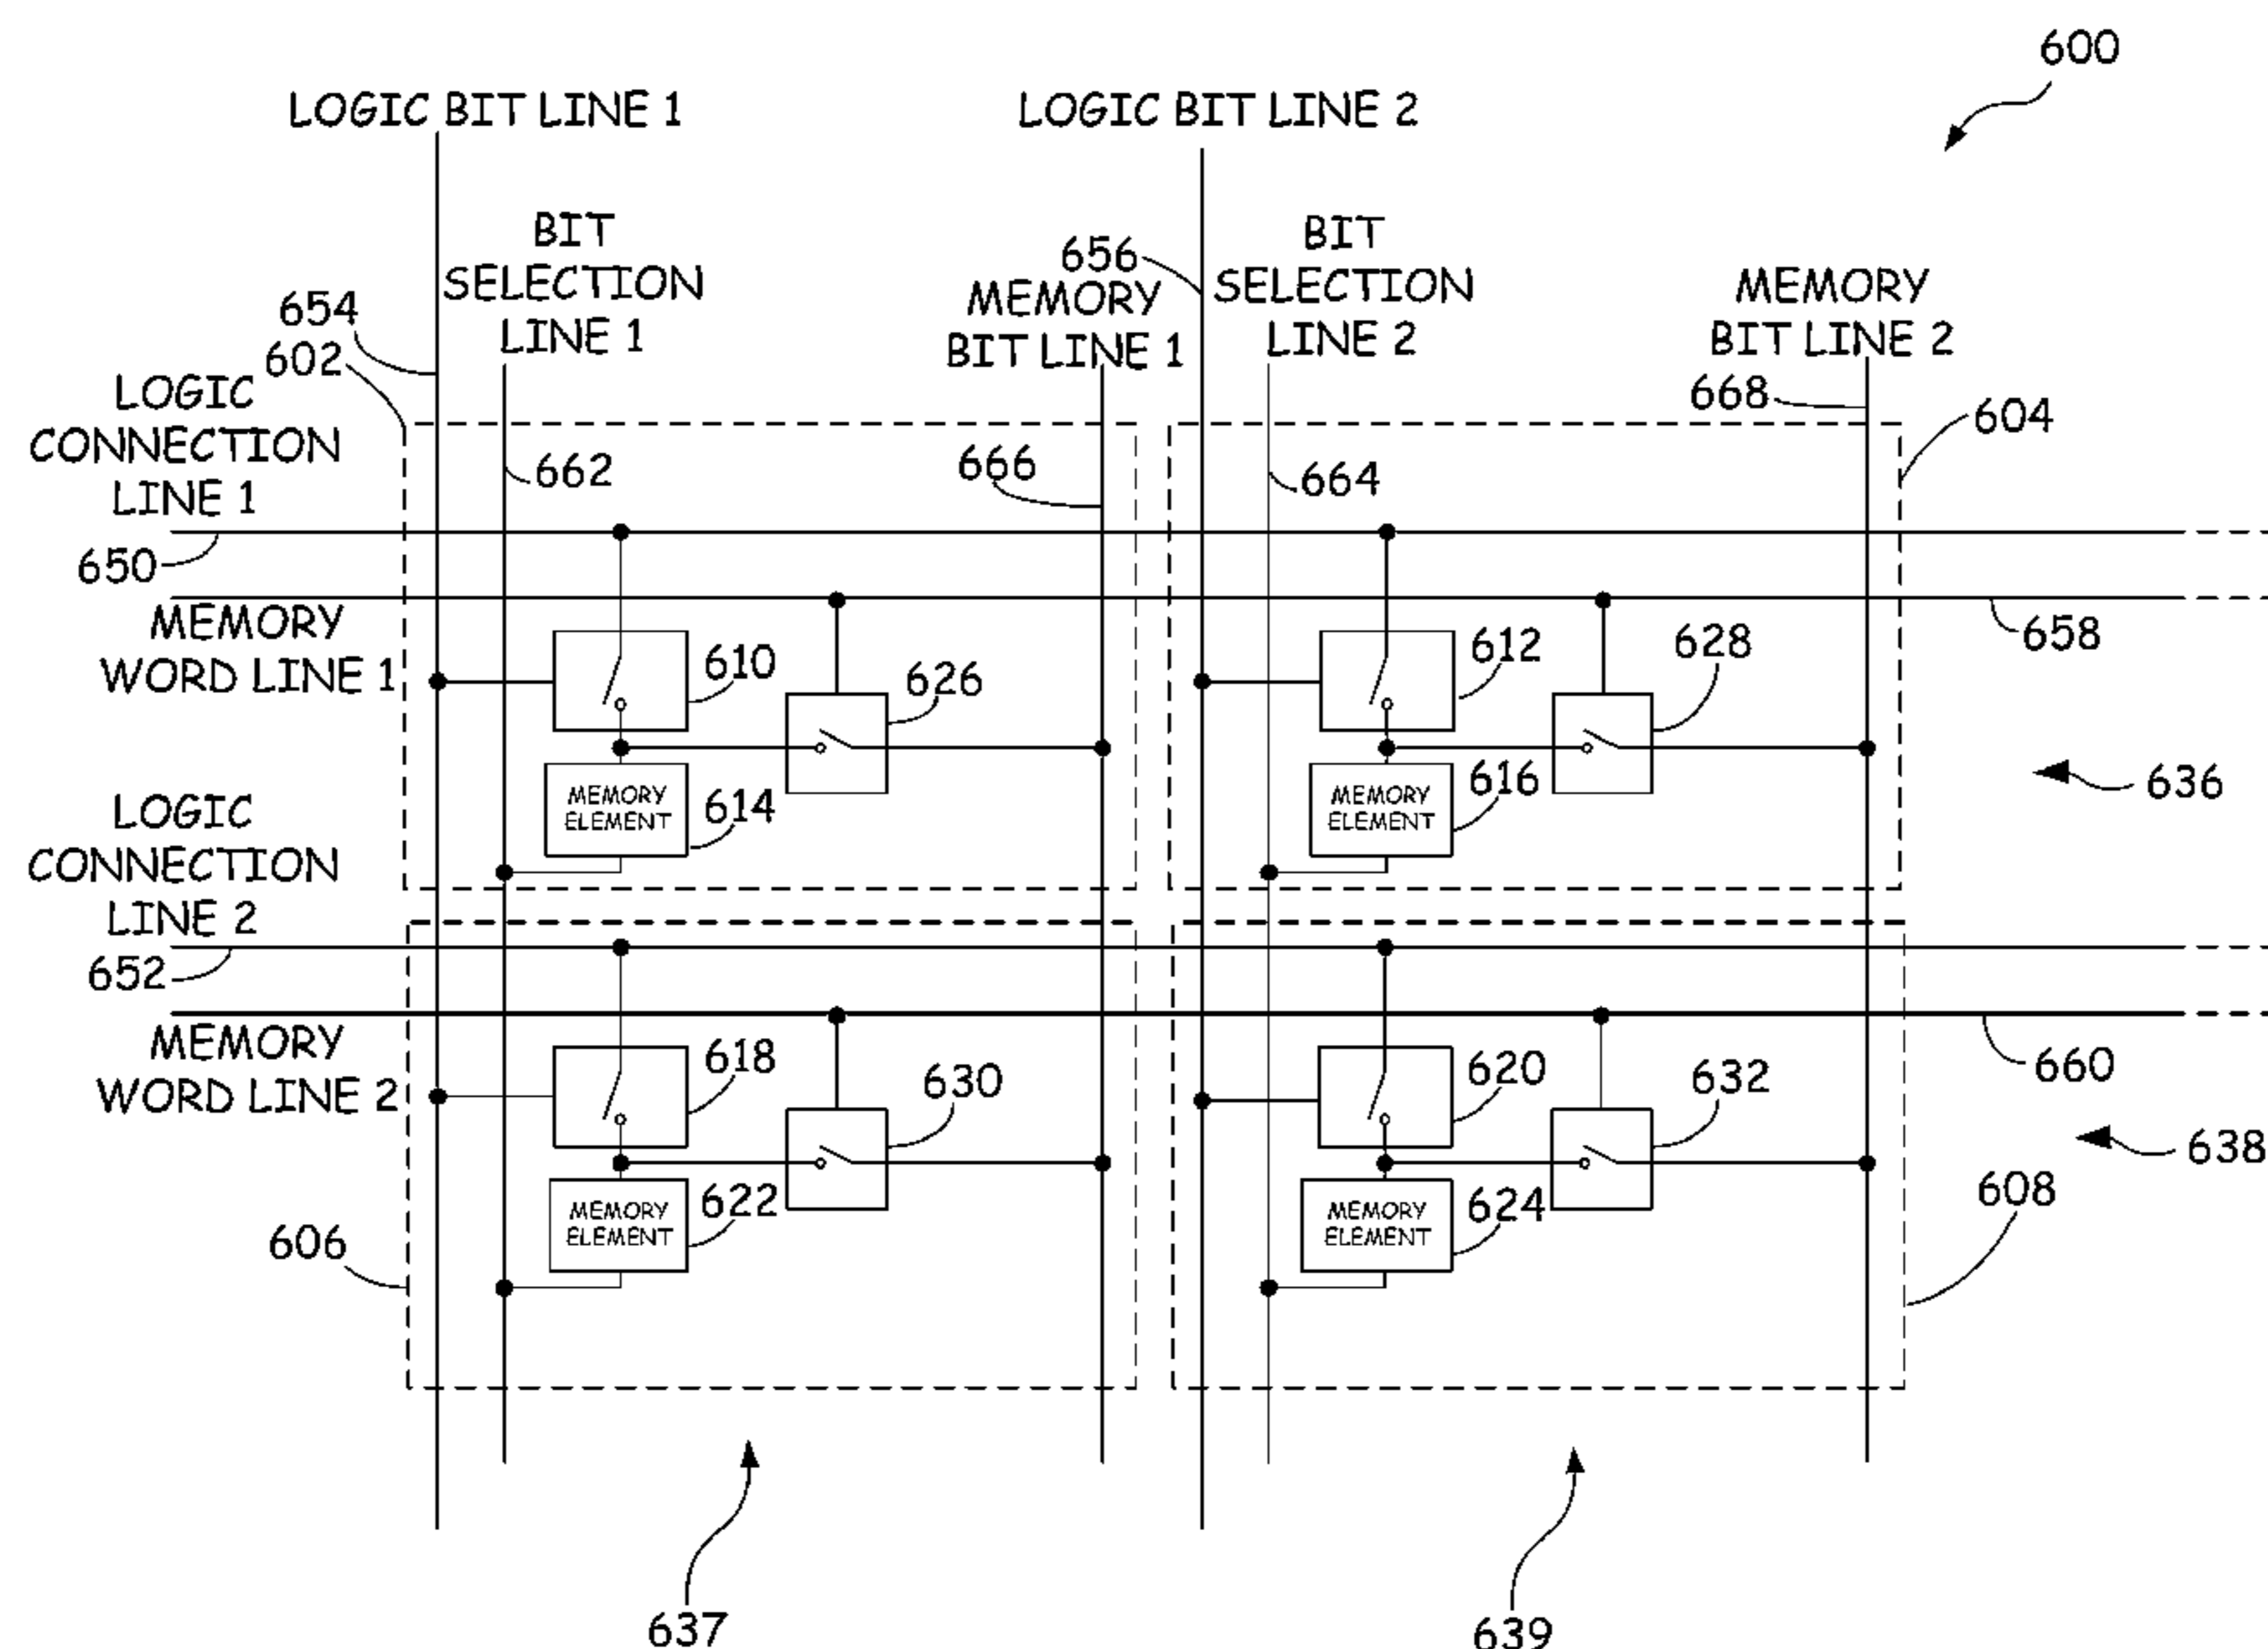 600
LOGIC BIT LINE 1
LOGIC BIT LINE 2
BIT
SELECTION
LINE 1
656
MEMORY
BIT LINE 1
BIT
SELECTION
LINE 2
MEMORY
BIT LINE 2
654
602
LOGIC
CONNECTION
LINE 1
662
666
664
668
604
650
658
MEMORY
WORD LINE 1
610
626
612
628
636
MEMORY
ELEMENT
614
MEMORY
ELEMENT
616
LOGIC
CONNECTION
LINE 2
652
660
MEMORY
WORD LINE 2
618
630
620
632
638
608
606
MEMORY
ELEMENT
622
MEMORY
ELEMENT
624
637
639